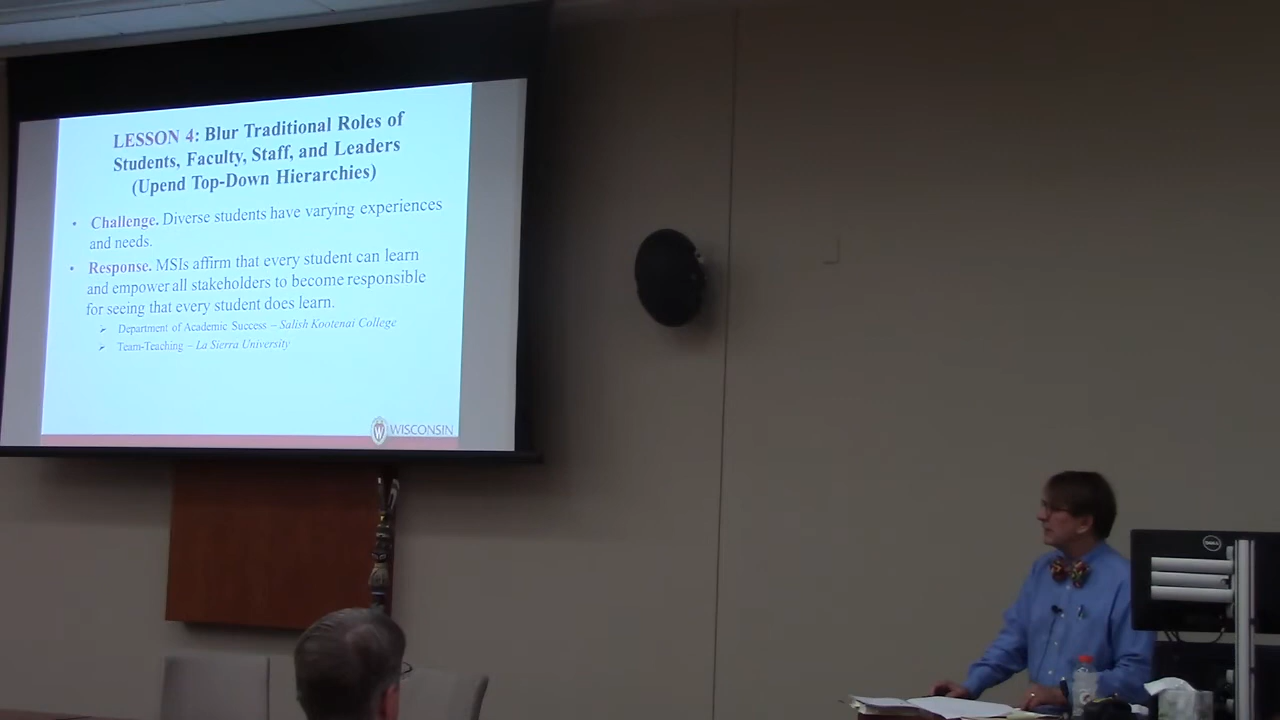 LESSON 4: Blur Traditional Roles of
Students, Faculty, Staff, and Leaders
(Upend Top-Down Hierarchies)
• Challenge. Diverse students have varying experiences
and needs.
• Response. MSIs affirm that every student can learn
and empower all stakeholders to become responsible
for seeing that every student does learn.
➢ Department of Academic Success – Salish Kootenai College
➢ Team-Teaching – La Sierra University
W WISCONSIN
DELL